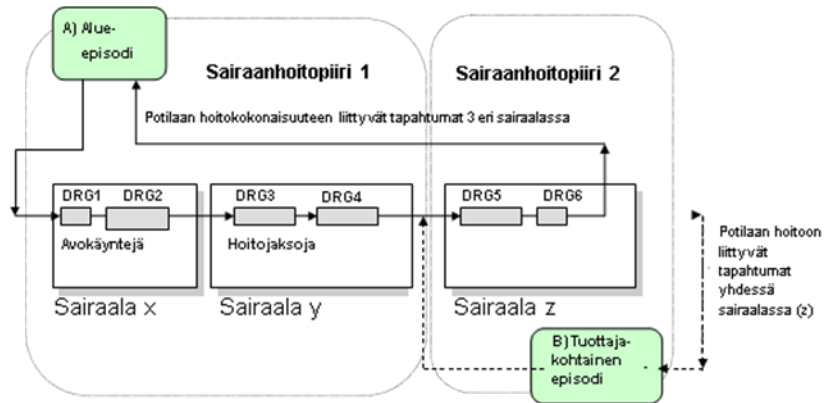 A) Alue-
episodi
Sairaanhoitopiiri 1
Sairaanhoitopiiri 2
Potilaan hoitokokonaisuuteen liittyvät tapahtumat 3 eri sairaalassa
DRG1
DRG2
DRG3
DRG4
DRG5
DRG6
Avokäyntejä
Hoitojaksoja
Sairaala x
Sairaala y
Sairaala z
Potilaan hoitoon
liittyvät
tapahtumat
yhdessä
sairaalassa (z)
B)Tuottaja-
kohtainen
episodi